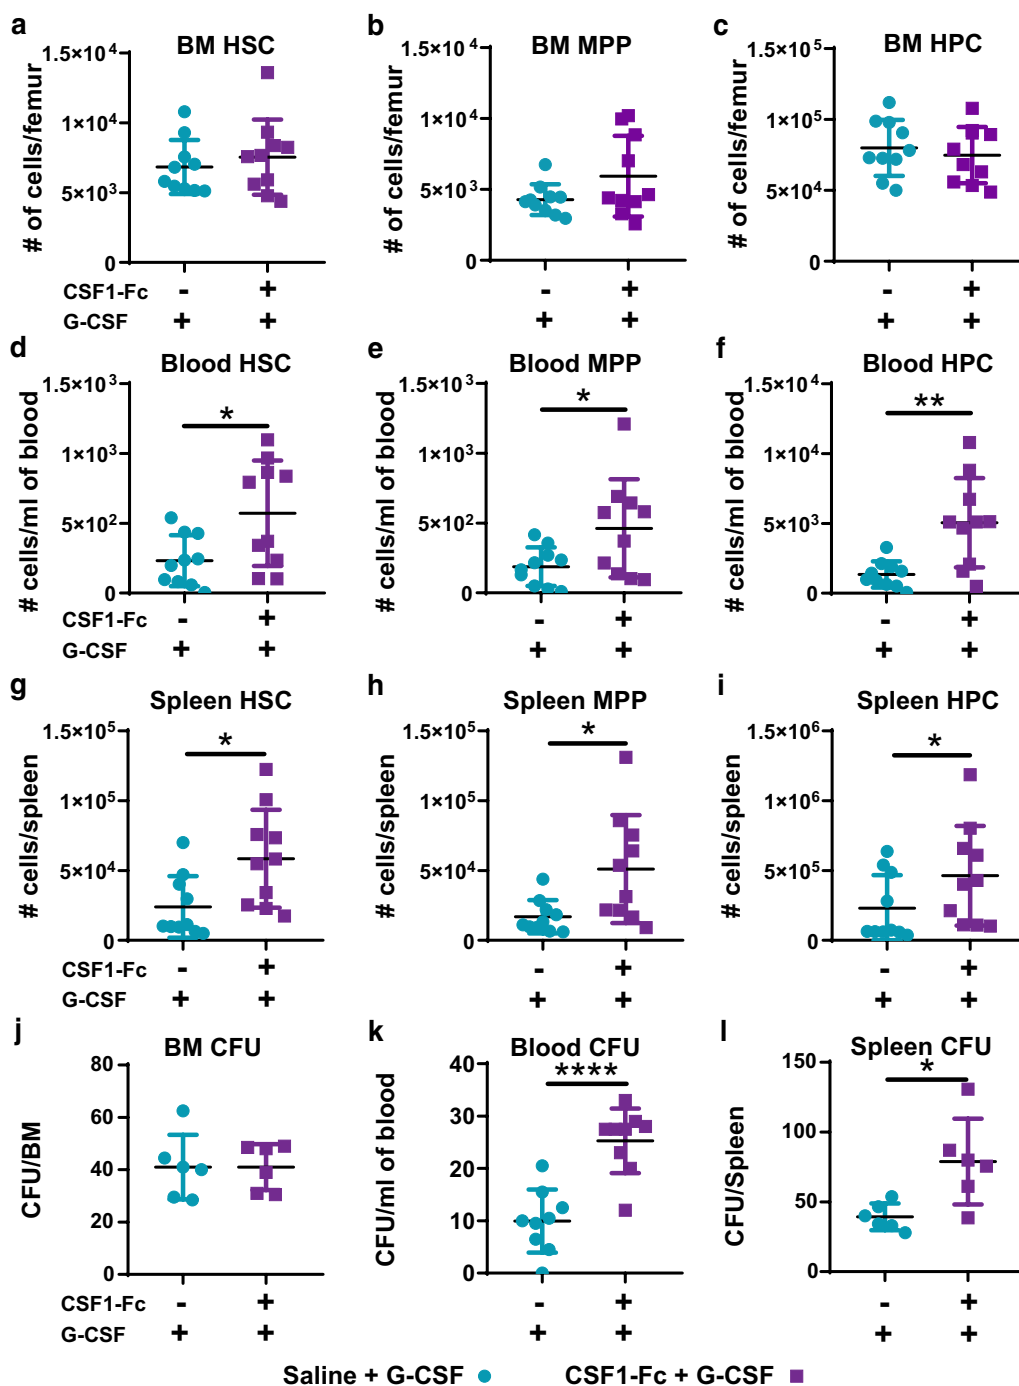 a BM HSC
# of cells/femur
1.5×10⁴
1×10⁴
5×10³
0
CSF1-Fc - +
G-CSF + +
b BM MPP
# of cells/femur
1.5×10⁴
1×10⁴
5×10³
0
- +
+ +
c BM HPC
# of cells/femur
1.5×10⁵
1×10⁵
5×10⁴
0
- +
+ +
d Blood HSC
# cells/ml of blood
1.5×10³
1×10³
5×10²
0
*
CSF1-Fc - +
G-CSF + +
e Blood MPP
# cells/ml of blood
1.5×10³
1×10³
5×10²
0
*
- +
+ +
f Blood HPC
# cells/ml of blood
1.5×10⁴
1×10⁴
5×10³
0
**
- +
+ +
g Spleen HSC
# cells/spleen
1.5×10⁵
1×10⁵
5×10⁴
0
*
CSF1-Fc - +
G-CSF + +
h Spleen MPP
# cells/spleen
1.5×10⁵
1×10⁵
5×10⁴
0
*
- +
+ +
i Spleen HPC
# cells/spleen
1.5×10⁶
1×10⁶
5×10⁵
0
*
- +
+ +
j BM CFU
CFU/BM
80
60
40
20
0
CSF1-Fc - +
G-CSF + +
k Blood CFU
CFU/ml of blood
40
30
20
10
0
****
- +
+ +
l Spleen CFU
CFU/Spleen
150
100
50
0
*
- +
+ +
Saline + G-CSF CSF1-Fc + G-CSF